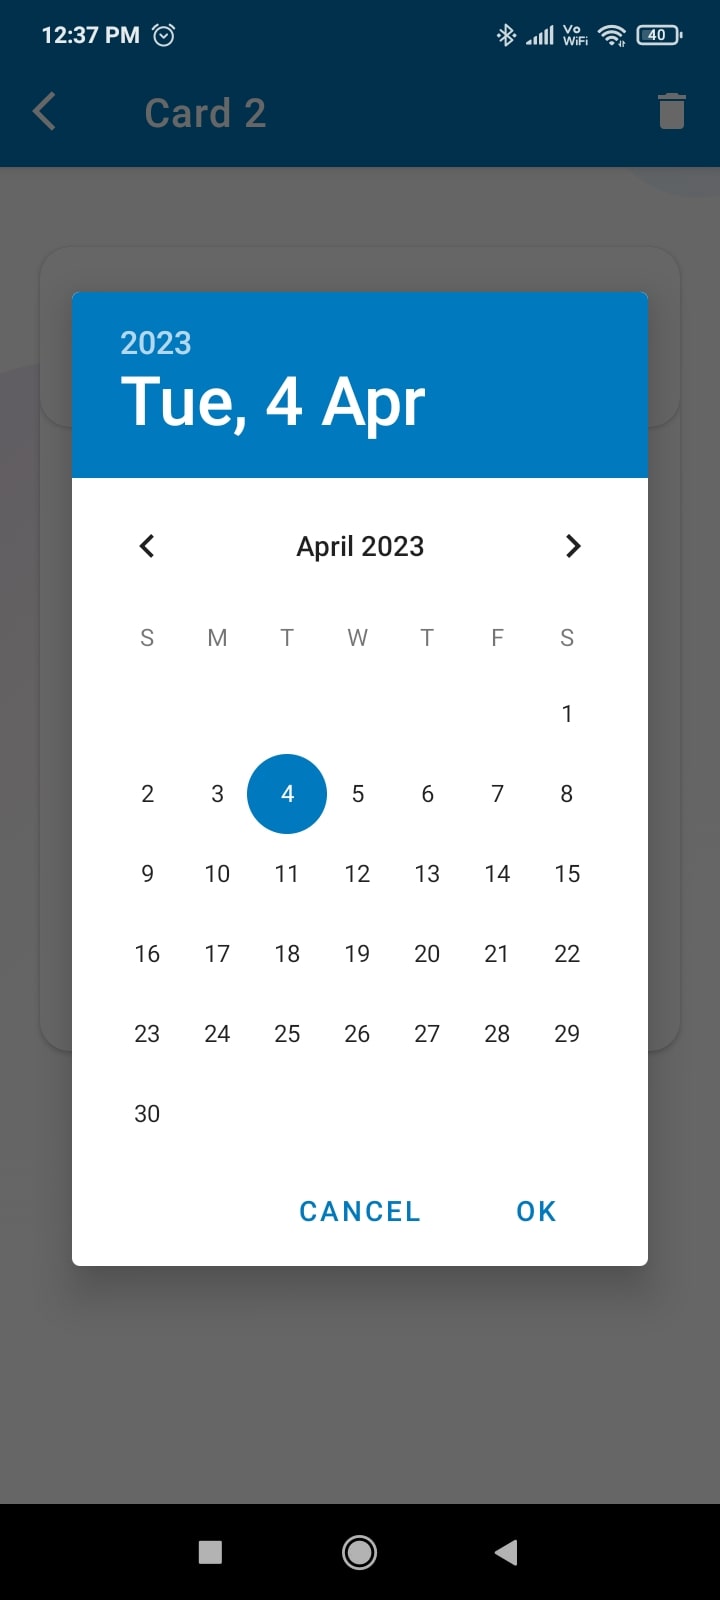 12:37 PM Vo WiFi 40
Card 2
2023
Tue, 4 Apr
April 2023
S M T W T F S
1
2 3 4 5 6 7 8
9 10 11 12 13 14 15
16 17 18 19 20 21 22
23 24 25 26 27 28 29
30
CANCEL OK